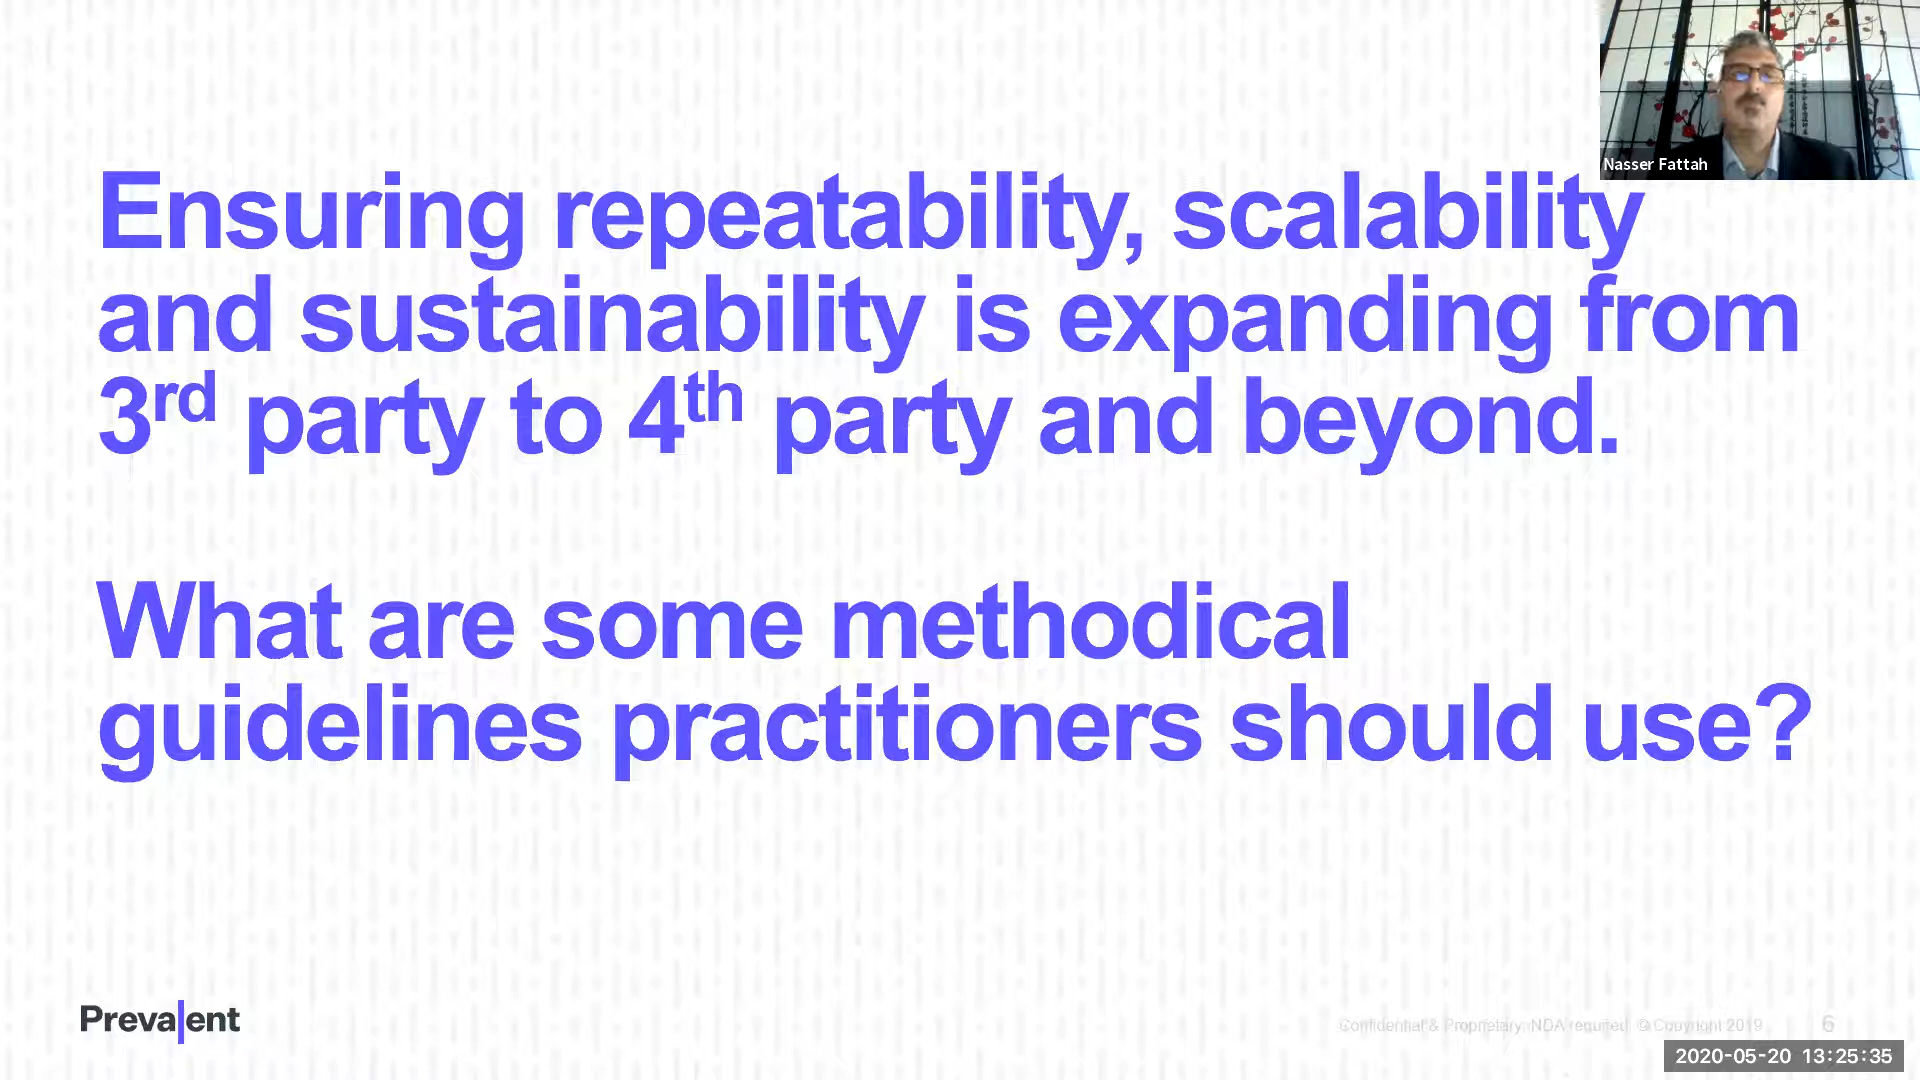 Nasser Fattah
Ensuring repeatability, scalability
and sustainability is expanding from
3rd party to 4th party and beyond.
What are some methodical
guidelines practitioners should use?
Prevalent
Confidential & Proprietary. NDA required. © Copyright 2019
6
2020-05-20 13:25:35